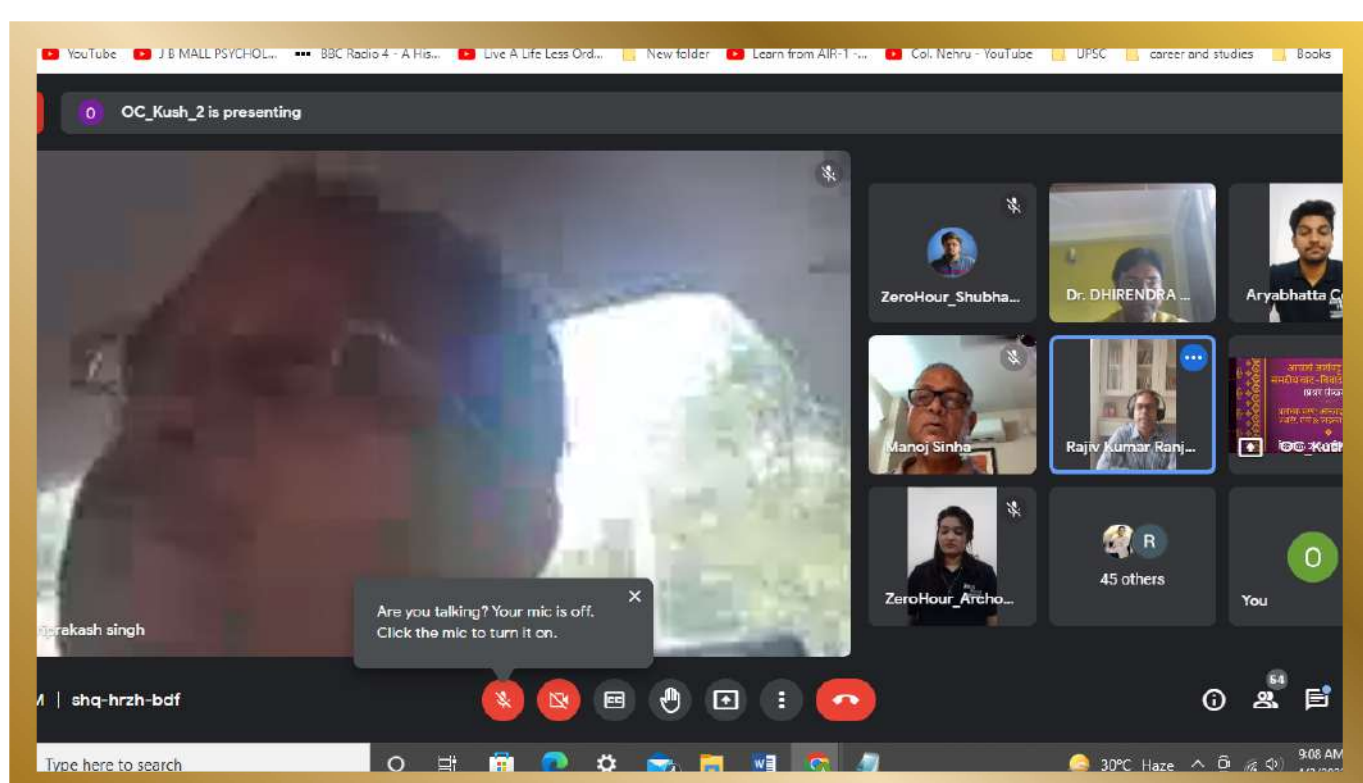 YouTube J B MALL PSYCHOL... BBC Radio 4 - A His... Live A Life Less Ord... New folder Learn from AIR-1 -... Col. Nehru - YouTube UPSC career and studies Books
O OC_Kush_2 is presenting
ZeroHour_Shubha...
Dr. DHIRENDRA ...
Aryabhatta
Manoj Sinha
Rajiv Kumar Ranj...
ZeroHour_Archo...
R
45 others
O
You
prakash singh
Are you talking? Your mic is off.
Click the mic to turn it on.
M | shq-hrzh-bdf
64
Type here to search
30°C Haze
9:08 AM